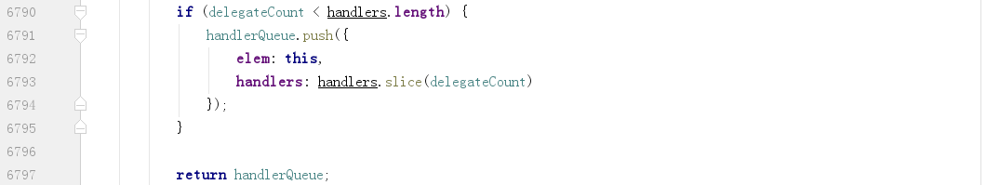 6790 if (delegateCount < handlers.length) {
6791 handlerQueue.push({
6792 elem: this,
6793 handlers: handlers.slice(delegateCount)
6794 });
6795 }
6796
6797 return handlerQueue;